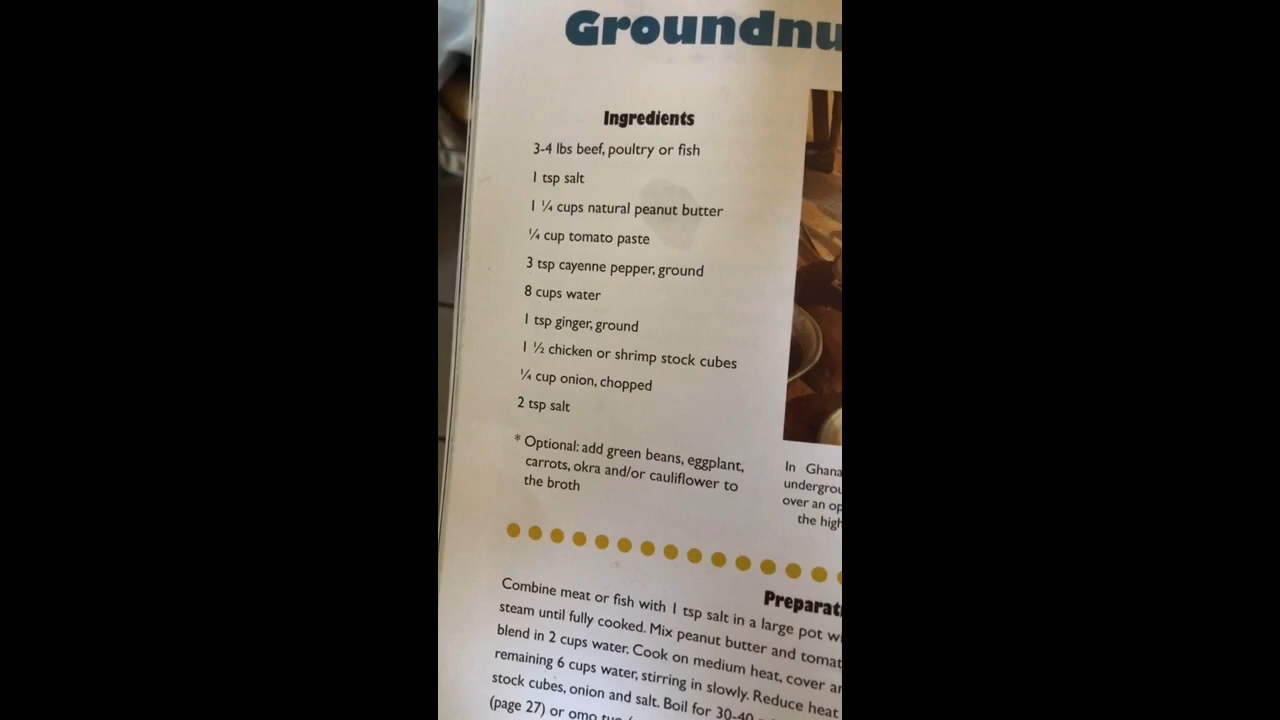 Groundnu
Ingredients
3-4 lbs beef, poultry or fish
1 tsp salt
1 ¼ cups natural peanut butter
¼ cup tomato paste
3 tsp cayenne pepper, ground
8 cups water
1 tsp ginger, ground
1 ½ chicken or shrimp stock cubes
¼ cup onion, chopped
2 tsp salt
* Optional: add green beans, eggplant,
carrots, okra and/or cauliflower to
the broth
In Ghana
undergrou
over an op
the high
Preparati
Combine meat or fish with 1 tsp salt in a large pot wi
steam until fully cooked. Mix peanut butter and tomat
blend in 2 cups water. Cook on medium heat, cover an
remaining 6 cups water, stirring in slowly. Reduce heat
stock cubes, onion and salt. Boil for 30-40
(page 27) or omo tuo